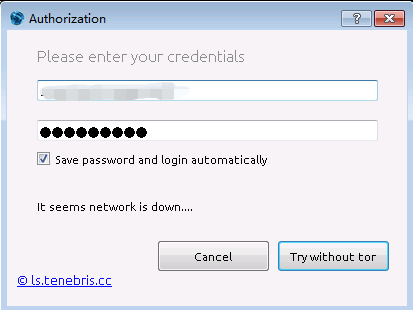 Authorization
Please enter your credentials
Save password and login automatically
It seems network is down....
Cancel
Try without tor
© ls.tenebris.cc